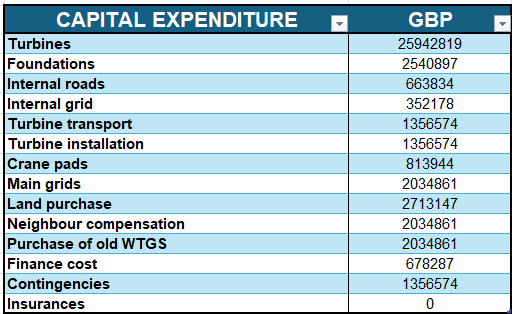 CAPITAL EXPENDITURE GBP
Turbines 25942819
Foundations 2540897
Internal roads 663834
Internal grid 352178
Turbine transport 1356574
Turbine installation 1356574
Crane pads 813944
Main grids 2034861
Land purchase 2713147
Neighbour compensation 2034861
Purchase of old WTGS 2034861
Finance cost 678287
Contingencies 1356574
Insurances 0